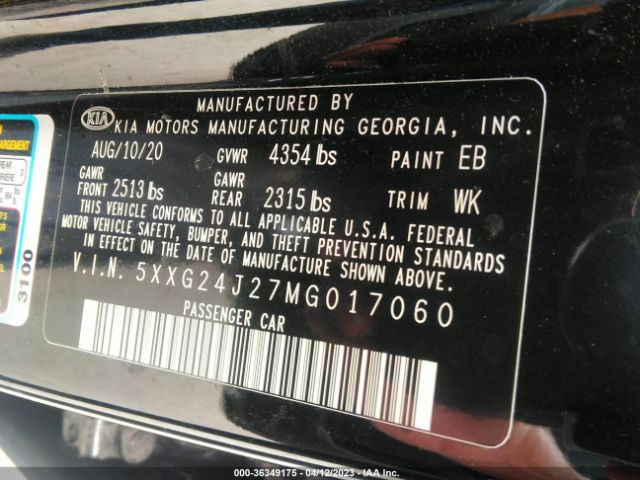 MANUFACTURED BY
KIA
KIA MOTORS MANUFACTURING GEORGIA, INC.
AUG/10/20 GVWR 4354 lbs PAINT EB
GAWR GAWR
FRONT 2513 lbs REAR 2315 lbs TRIM WK
THIS VEHICLE CONFORMS TO ALL APPLICABLE U.S.A. FEDERAL
MOTOR VEHICLE SAFETY, BUMPER, AND THEFT PREVENTION STANDARDS
IN EFFECT ON THE DATE OF MANUFACTURE SHOWN ABOVE.
V.I.N. 5XXG24J27MG017060
PASSENGER CAR
3100
REAR
3
000-36349175 - 04/12/2023 - IAA Inc.